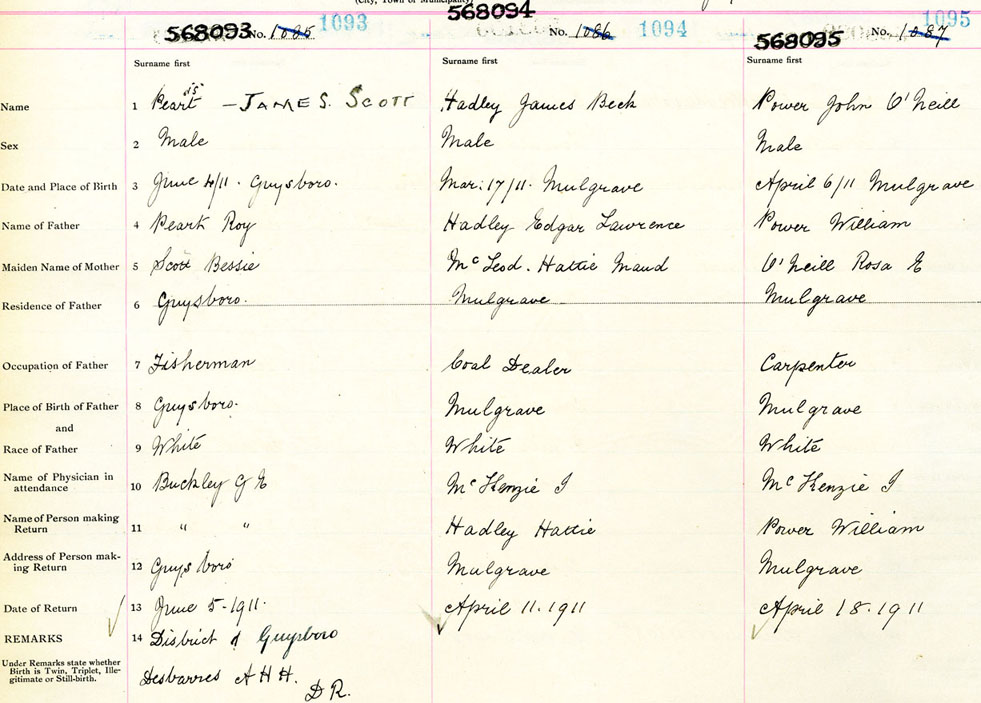 (City, Town or Municipality)
568093 No. 1085 1093
568094 No. 1086 1094
568095 No. 1087 1095
Surname first Surname first Surname first
Name 1 Peart - JAMES. SCOTT Hadley James Beck Power John O'Neill
Sex 2 Male Male Male
Date and Place of Birth 3 June 4/11. Guysboro. Mar: 17/11. Mulgrave April 6/11 Mulgrave
Name of Father 4 Peart Roy Hadley Edgar Lawrence Power William
Maiden Name of Mother 5 Scott Bessie McLeod. Hattie Maud O'Neill Rosa E
Residence of Father 6 Guysboro. Mulgrave Mulgrave
Occupation of Father 7 Fisherman Coal Dealer Carpenter
Place of Birth of Father 8 Guysboro. Mulgrave Mulgrave
and
Race of Father 9 White White White
Name of Physician in
attendance 10 Buckley G E McKenzie J McKenzie J
Name of Person making
Return 11 " " Hadley Hattie Power William
Address of Person mak-
ing Return 12 Guysboro Mulgrave Mulgrave
Date of Return 13 June 5-1911. April 11. 1911 April 18. 1911
REMARKS 14 District of Guysboro
Under Remarks state whether
Birth is Twin, Triplet, Ille-
gitimate or Still-birth.
Desbarres A H H.
D R.